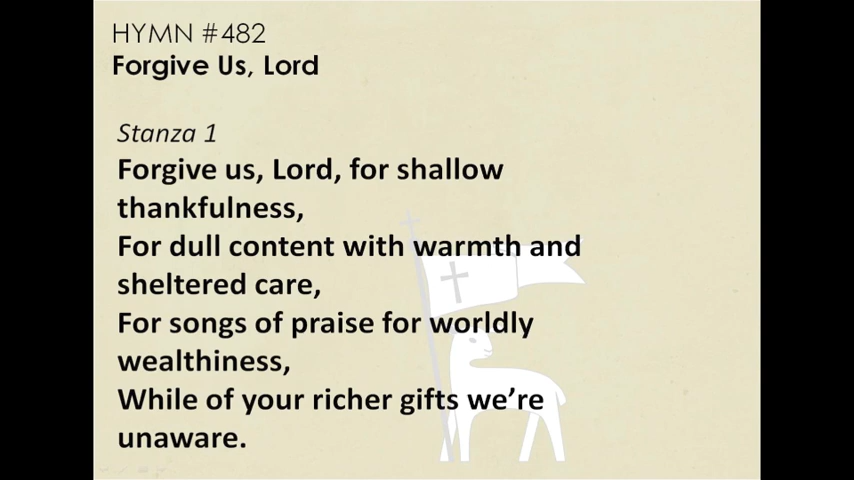 HYMN #482
Forgive Us, Lord
Stanza 1
Forgive us, Lord, for shallow
thankfulness,
For dull content with warmth and
sheltered care,
For songs of praise for worldly
wealthiness,
While of your richer gifts we’re
unaware.